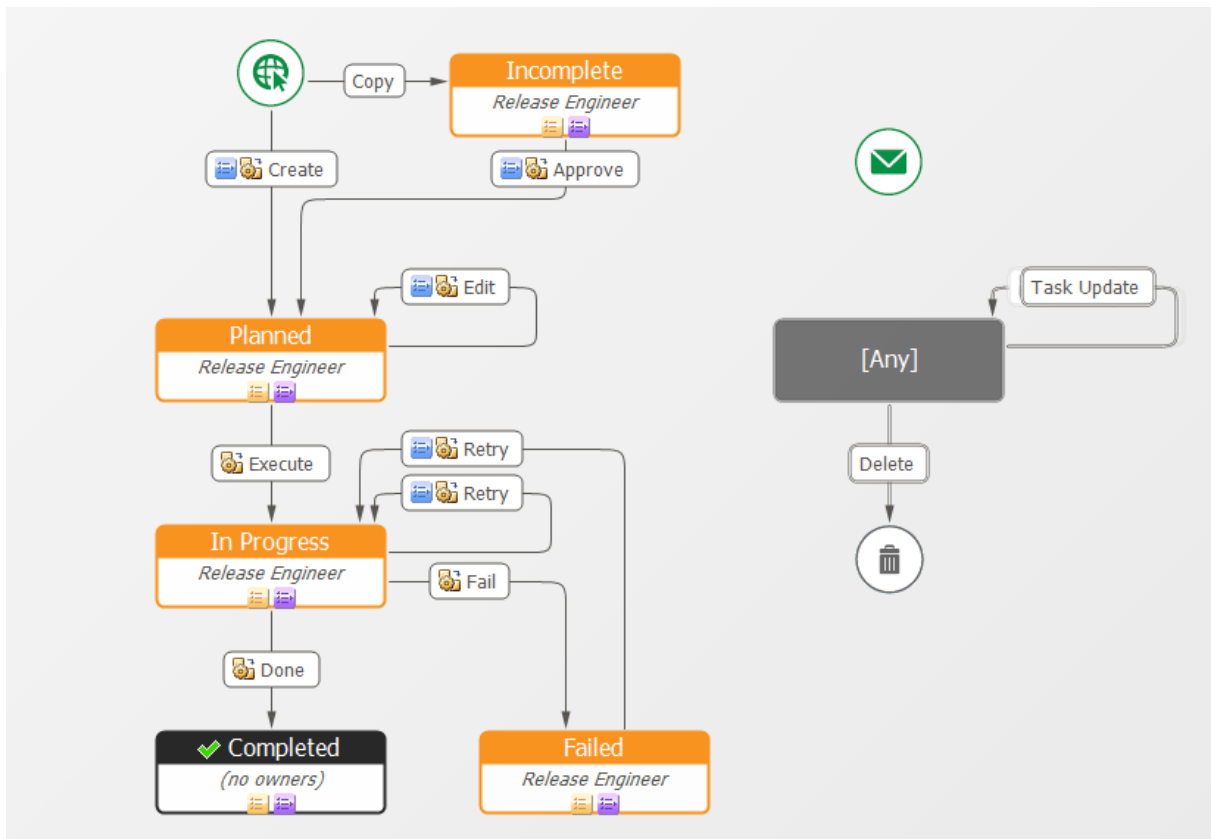 Incomplete
Copy
Release Engineer
Create
Approve
Edit
Task Update
Planned
Release Engineer
[Any]
Retry
Execute
Delete
Retry
In Progress
Release Engineer
Fail
Done
Completed
Failed
(no owners)
Release Engineer